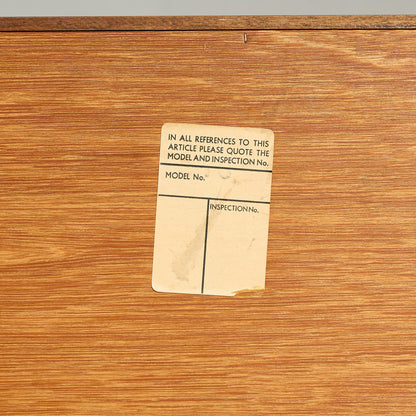 IN ALL REFERENCES TO THIS
ARTICLE PLEASE QUOTE THE
MODEL AND INSPECTION No.
MODEL No.
INSPECTION No.